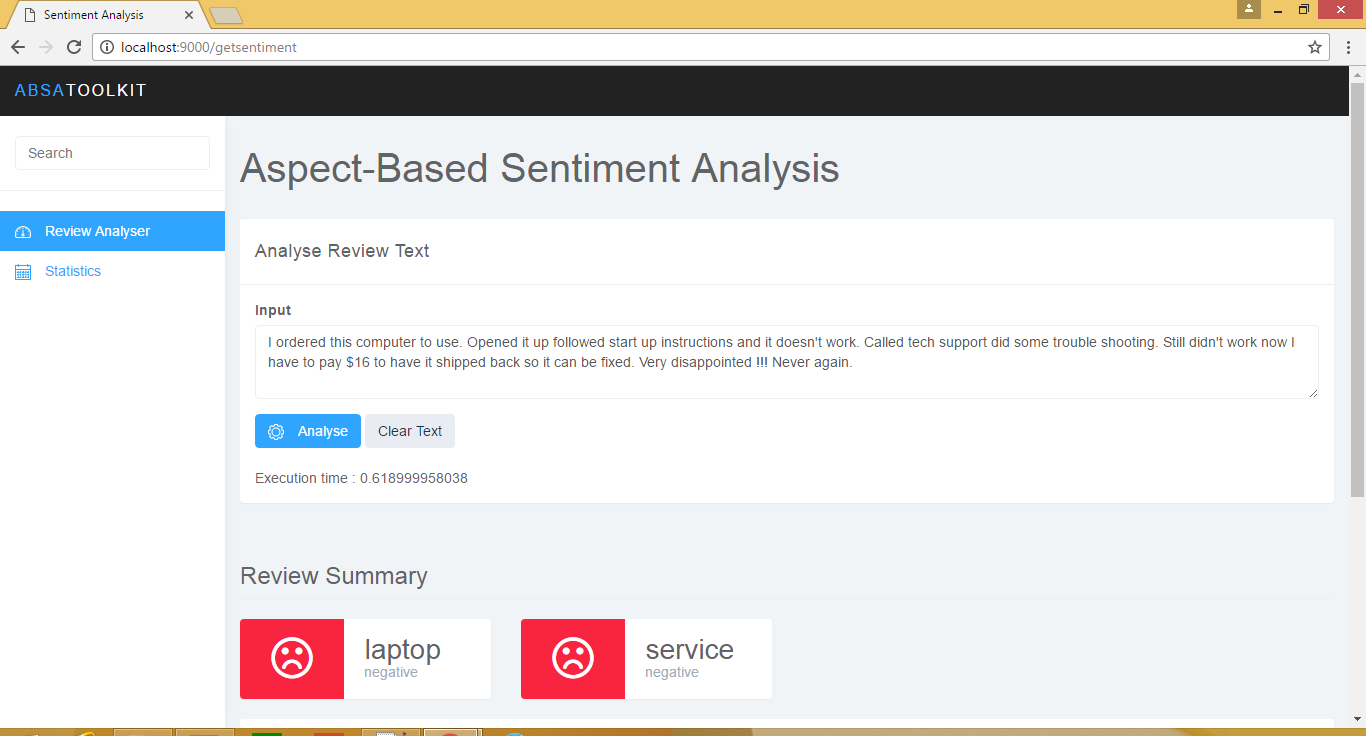 Sentiment Analysis
localhost:9000/getsentiment
ABSATOOLKIT
Search
Review Analyser
Statistics
Aspect-Based Sentiment Analysis
Analyse Review Text
Input
I ordered this computer to use. Opened it up followed start up instructions and it doesn't work. Called tech support did some trouble shooting. Still didn't work now I
have to pay $16 to have it shipped back so it can be fixed. Very disappointed !!! Never again.
Analyse
Clear Text
Execution time : 0.618999958038
Review Summary
laptop
negative
service
negative